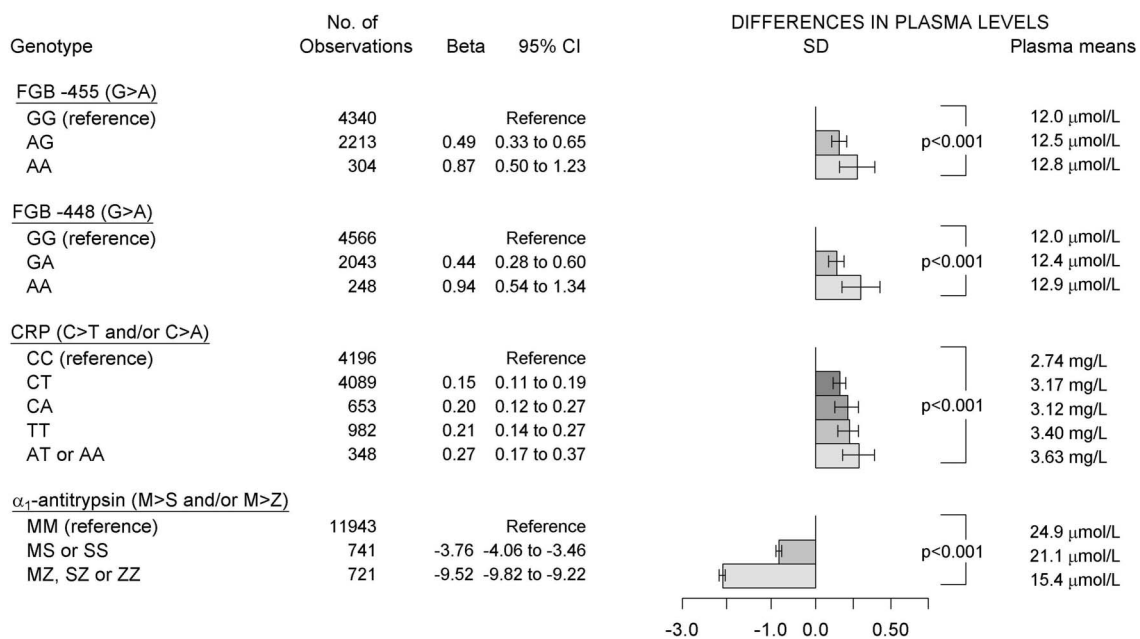 No. of DIFFERENCES IN PLASMA LEVELS
Genotype Observations Beta 95% CI SD Plasma means
FGB -455 (G>A)
GG (reference) 4340 Reference 12.0 μmol/L
AG 2213 0.49 0.33 to 0.65 p<0.001 12.5 μmol/L
AA 304 0.87 0.50 to 1.23 12.8 μmol/L
FGB -448 (G>A)
GG (reference) 4566 Reference 12.0 μmol/L
GA 2043 0.44 0.28 to 0.60 p<0.001 12.4 μmol/L
AA 248 0.94 0.54 to 1.34 12.9 μmol/L
CRP (C>T and/or C>A)
CC (reference) 4196 Reference 2.74 mg/L
CT 4089 0.15 0.11 to 0.19 3.17 mg/L
CA 653 0.20 0.12 to 0.27 p<0.001 3.12 mg/L
TT 982 0.21 0.14 to 0.27 3.40 mg/L
AT or AA 348 0.27 0.17 to 0.37 3.63 mg/L
α1-antitrypsin (M>S and/or M>Z)
MM (reference) 11943 Reference 24.9 μmol/L
MS or SS 741 -3.76 -4.06 to -3.46 p<0.001 21.1 μmol/L
MZ, SZ or ZZ 721 -9.52 -9.82 to -9.22 15.4 μmol/L
-3.0 -1.0 0.0 0.50